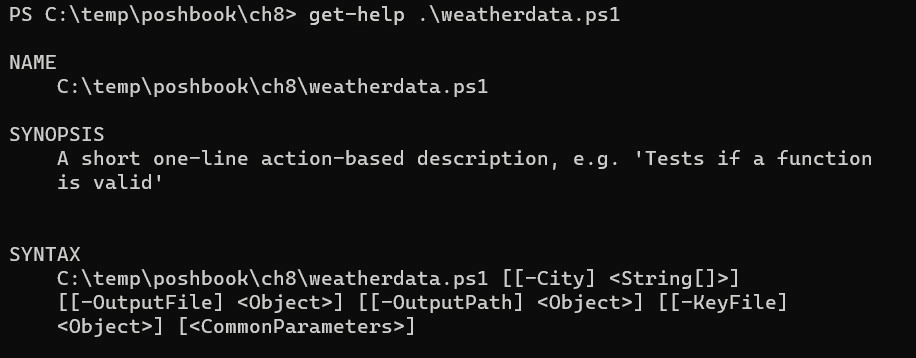 PS C:\temp\poshbook\ch8> get-help .\weatherdata.ps1
NAME
C:\temp\poshbook\ch8\weatherdata.ps1
SYNOPSIS
A short one-line action-based description, e.g. 'Tests if a function
is valid'
SYNTAX
C:\temp\poshbook\ch8\weatherdata.ps1 [[-City] <String[]>]
[[-OutputFile] <Object>] [[-OutputPath] <Object>] [[-KeyFile]
<Object>] [<CommonParameters>]